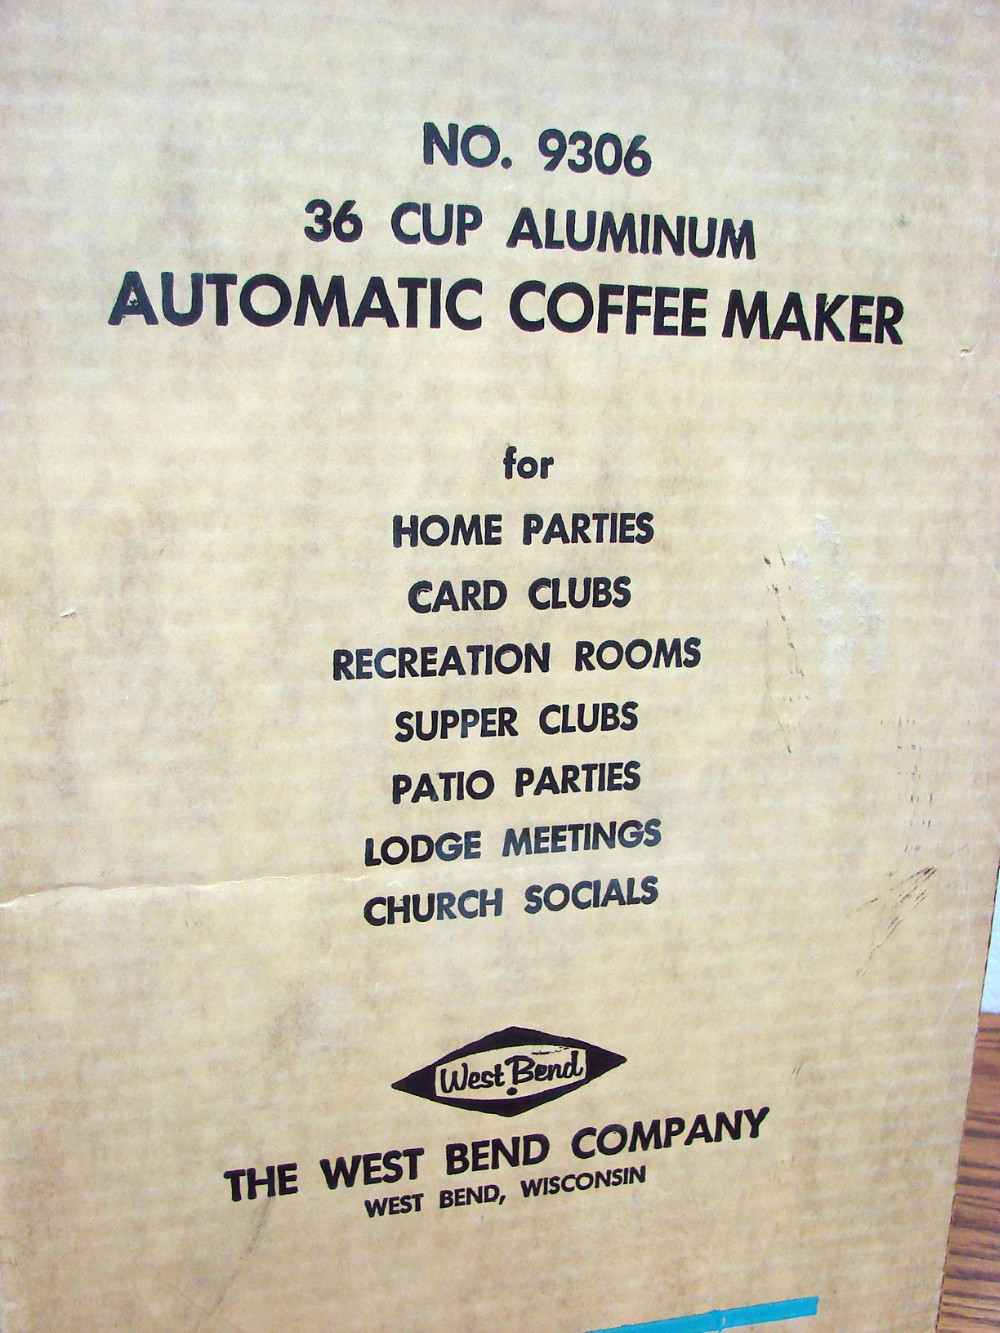 NO. 9306
36 CUP ALUMINUM
AUTOMATIC COFFEE MAKER
for
HOME PARTIES
CARD CLUBS
RECREATION ROOMS
SUPPER CLUBS
PATIO PARTIES
LODGE MEETINGS
CHURCH SOCIALS
West Bend
THE WEST BEND COMPANY
WEST BEND, WISCONSIN